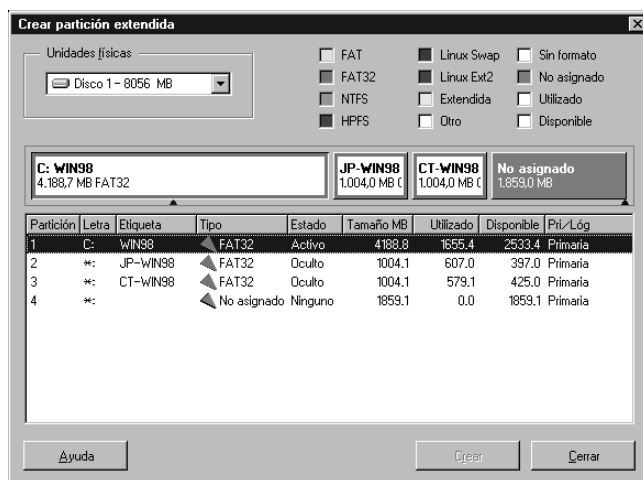 Crear partición extendida
Unidades físicas
Disco 1 - 8056 MB
FAT
FAT32
NTFS
HPFS
Linux Swap
Linux Ext2
Extendida
Otro
Sin formato
No asignado
Utilizado
Disponible
C: WIN98
4.188,7 MB FAT32
JP-WIN98
1.004,0 MB (
CT-WIN98
1.004,0 MB (
No asignado
1.859,0 MB
Partición Letra Etiqueta Tipo Estado Tamaño MB Utilizado Disponible Pri/Lóg
1 C: WIN98 FAT32 Activo 4188.8 1655.4 2533.4 Primaria
2 *: JP-WIN98 FAT32 Oculto 1004.1 607.0 397.0 Primaria
3 *: CT-WIN98 FAT32 Oculto 1004.1 579.1 425.0 Primaria
4 *: No asignado Ninguno 1859.1 0.0 1859.1 Primaria
Ayuda
Crear
Cerrar